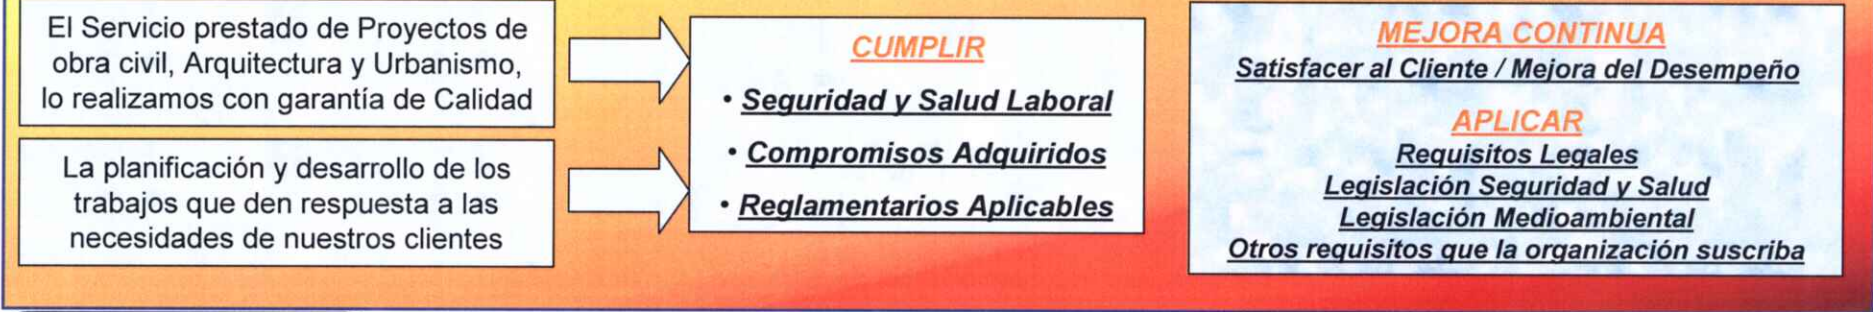 El Servicio prestado de Proyectos de
obra civil, Arquitectura y Urbanismo,
lo realizamos con garantía de Calidad
La planificación y desarrollo de los
trabajos que den respuesta a las
necesidades de nuestros clientes
CUMPLIR
• Seguridad y Salud Laboral
• Compromisos Adquiridos
• Reglamentarios Aplicables
MEJORA CONTINUA
Satisfacer al Cliente / Mejora del Desempeño
APLICAR
Requisitos Legales
Legislación Seguridad y Salud
Legislación Medioambiental
Otros requisitos que la organización suscriba